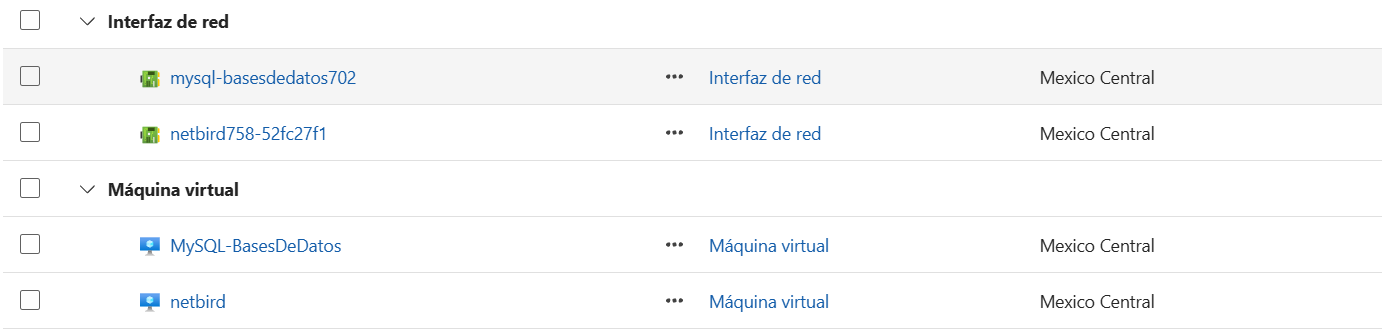 Interfaz de red
mysql-basesdedatos702 ··· Interfaz de red Mexico Central
netbird758-52fc27f1 ··· Interfaz de red Mexico Central
Máquina virtual
MySQL-BasesDeDatos ··· Máquina virtual Mexico Central
netbird ··· Máquina virtual Mexico Central